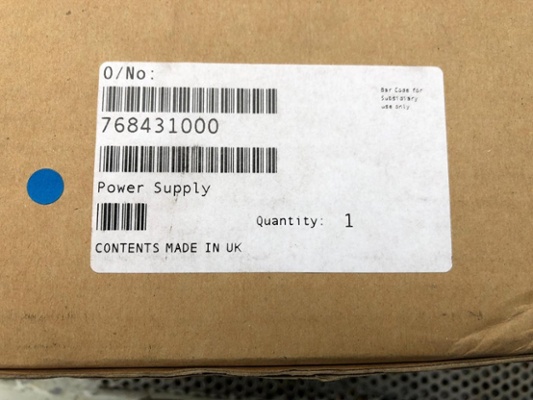 O/No:
Bar Code for
Subsidiary
use only
768431000
Power Supply
Quantity: 1
CONTENTS MADE IN UK